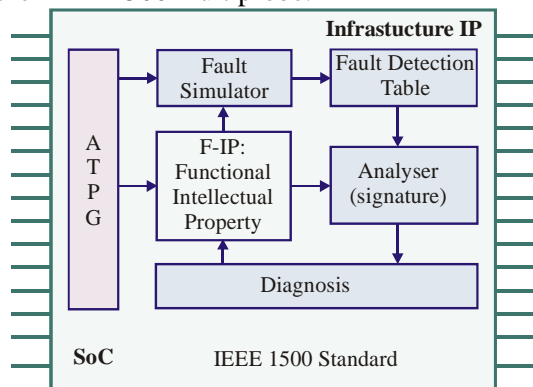 Infrastucture IP
Fault
Simulator
Fault Detection
Table
A
T
P
G
F-IP:
Functional
Intellectual
Property
Analyser
(signature)
Diagnosis
SoC
IEEE 1500 Standard